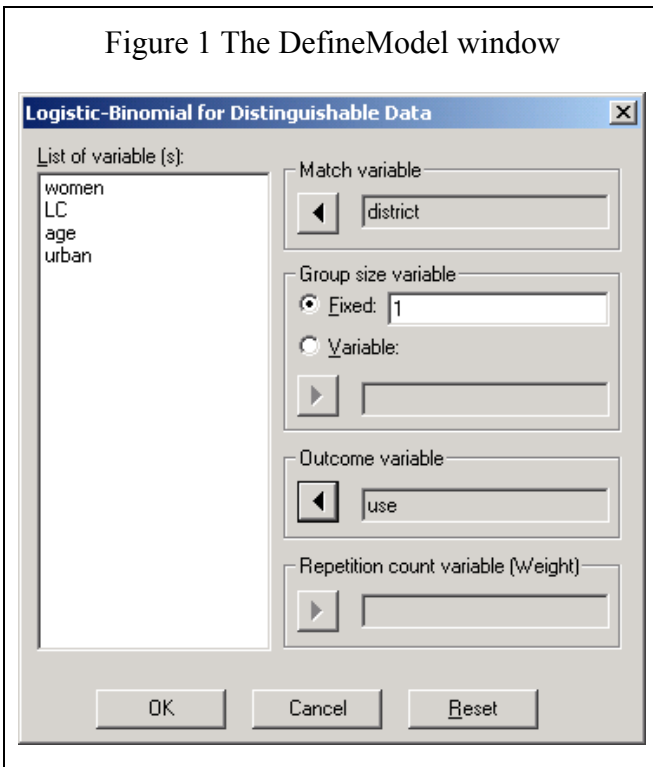 Figure 1 The DefineModel window
Logistic-Binomial for Distinguishable Data
List of variable (s):
women
LC
age
urban
Match variable
district
Group size variable
Fixed: 1
Variable:
Outcome variable
use
Repetition count variable (Weight)
OK Cancel Reset